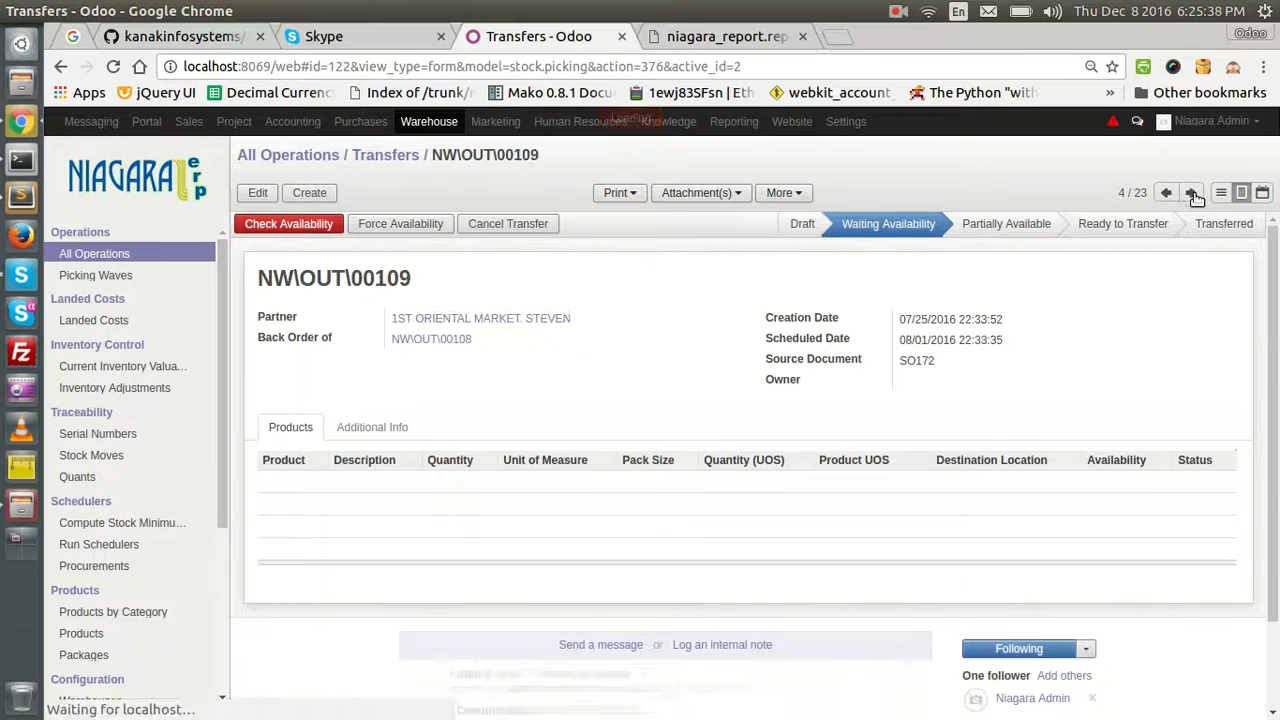 Transfers - Odoo - Google Chrome
En
Thu Dec 8 2016 6:25:38 PM
kanakinfosystems/
Skype
Transfers - Odoo
niagara_report.rep
Odoo
localhost:8069/web#id=122&view_type=form&model=stock.picking&action=376&active_id=2
Apps
jQuery UI
Decimal Currenc
Index of /trunk/
Mako 0.8.1 Docu
1ewj83SFsn | Eth
webkit_account_
The Python "with
»
Other bookmarks
Messaging
Portal
Sales
Project
Accounting
Purchases
Warehouse
Marketing
Human Resources
Knowledge
Reporting
Website
Settings
Niagara Admin
NIAGARA erp
All Operations / Transfers / NW\OUT\00109
Edit
Create
Print
Attachment(s)
More
4 / 23
Check Availability
Force Availability
Cancel Transfer
Draft
Waiting Availability
Partially Available
Ready to Transfer
Transferred
Operations
All Operations
Picking Waves
Landed Costs
Landed Costs
Inventory Control
Current Inventory Valua...
Inventory Adjustments
Traceability
Serial Numbers
Stock Moves
Quants
Schedulers
Compute Stock Minimu...
Run Schedulers
Procurements
Products
Products by Category
Products
Packages
Configuration
NW\OUT\00109
Partner
1ST ORIENTAL MARKET. STEVEN
Back Order of
NW\OUT\00108
Creation Date
07/25/2016 22:33:52
Scheduled Date
08/01/2016 22:33:35
Source Document
SO172
Owner
Products
Additional Info
Product
Description
Quantity
Unit of Measure
Pack Size
Quantity (UOS)
Product UOS
Destination Location
Availability
Status
Send a message or Log an internal note
Following
One follower
Add others
Niagara Admin
Waiting for localhost...